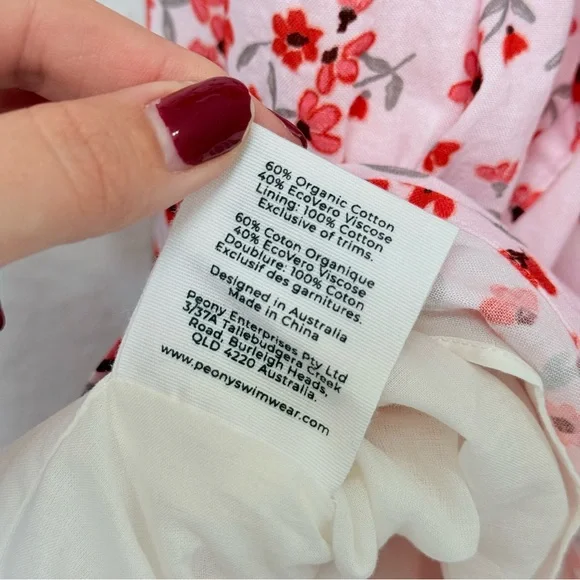 60% Organic Cotton
40% EcoVero Viscose
Lining: 100% Cotton
Exclusive of trims.
60% Coton Organique
40% EcoVero Viscose
Doublure: 100% Coton
Exclusif des garnitures.
Designed in Australia
Made in China
Peony Enterprises Pty Ltd
3/37A Tallebudgera Creek
Road, Burleigh Heads,
QLD 4220 Australia.
www.peonyswimwear.com